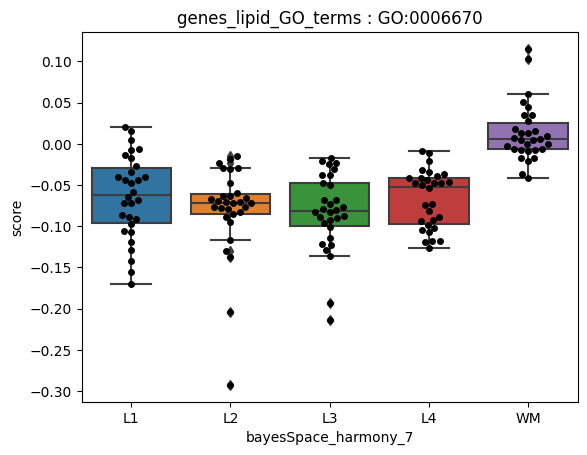 genes_lipid_GO_terms : GO:0006670
0.10
0.05
0.00
−0.05
−0.10
−0.15
−0.20
−0.25
−0.30
score
L1 L2 L3 L4 WM
bayesSpace_harmony_7